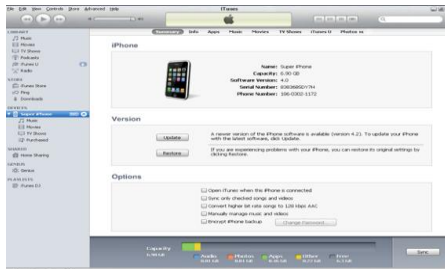 File Edit View Controls Store Advanced Help
iTunes
Summary Info Apps Music Movies TV Shows iTunes U Photos
LIBRARY
Music
Movies
TV Shows
Podcasts
iTunes U
Radio
STORE
iTunes Store
Ping
Downloads
DEVICES
Super iPhone
Music
Movies
TV Shows
Purchased
SHARED
Home Sharing
GENIUS
Genius
PLAYLISTS
iTunes DJ
iPhone
Name: Super iPhone
Capacity: 6.90 GB
Software Version: 4.0
Serial Number:
Phone Number:
Version
Update
A newer version of the iPhone software is available (version 4.2). To update your iPhone
with the latest software, click Update.
Restore
If you are experiencing problems with your iPhone, you can restore its original settings by
clicking Restore.
Options
Open iTunes when this iPhone is connected
Sync only checked songs and videos
Convert higher bit rate songs to 128 kbps AAC
Manually manage music and videos
Encrypt iPhone backup
Change Password...
Capacity
Audio
Photos
Apps
Other
Free
Sync